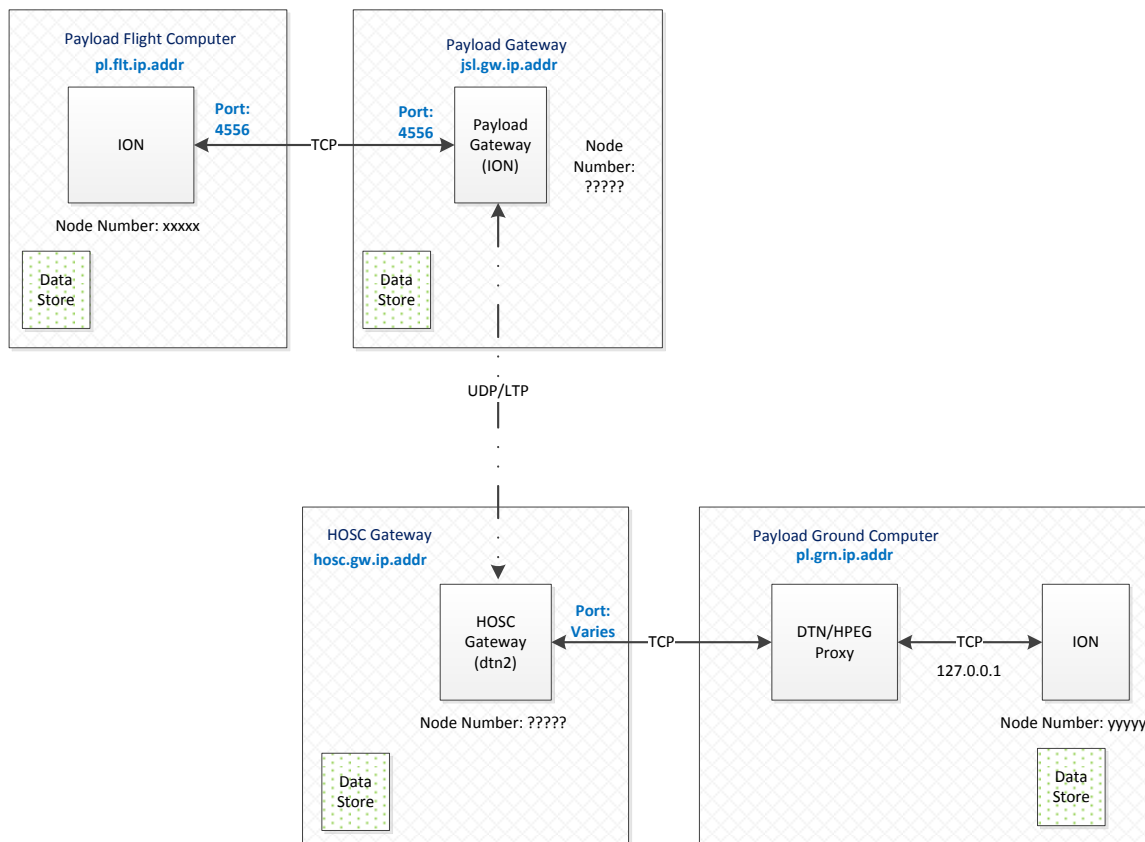 Payload Flight Computer
pl.flt.ip.addr
ION
Port:
4556
Node Number: xxxxx
Data
Store
TCP
Payload Gateway
jsl.gw.ip.addr
Port:
4556
Payload
Gateway
(ION)
Node
Number:
?????
Data
Store
UDP/LTP
HOSC Gateway
hosc.gw.ip.addr
HOSC
Gateway
(dtn2)
Port:
Varies
Node Number: ?????
Data
Store
TCP
Payload Ground Computer
pl.grn.ip.addr
DTN/HPEG
Proxy
TCP
127.0.0.1
ION
Node Number: yyyyy
Data
Store